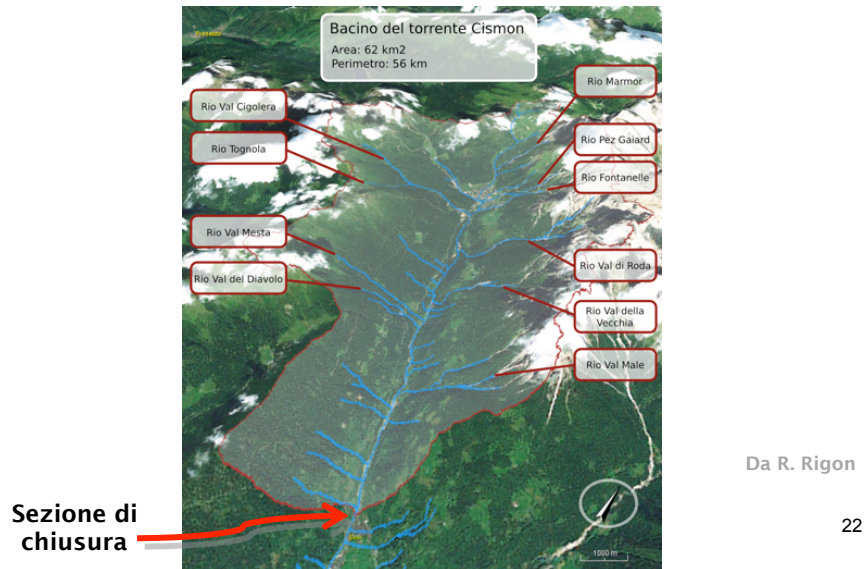 Bacino del torrente Cismon
Area: 62 km2
Perimetro: 56 km
Rio Marmor
Rio Val Cigolera
Rio Pez Gaiard
Rio Tognola
Rio Fontanelle
Rio Val Mesta
Rio Val di Roda
Rio Val del Diavolo
Rio Val della
Vecchia
Rio Val Male
Da R. Rigon
Sezione di
chiusura
22
1000 m